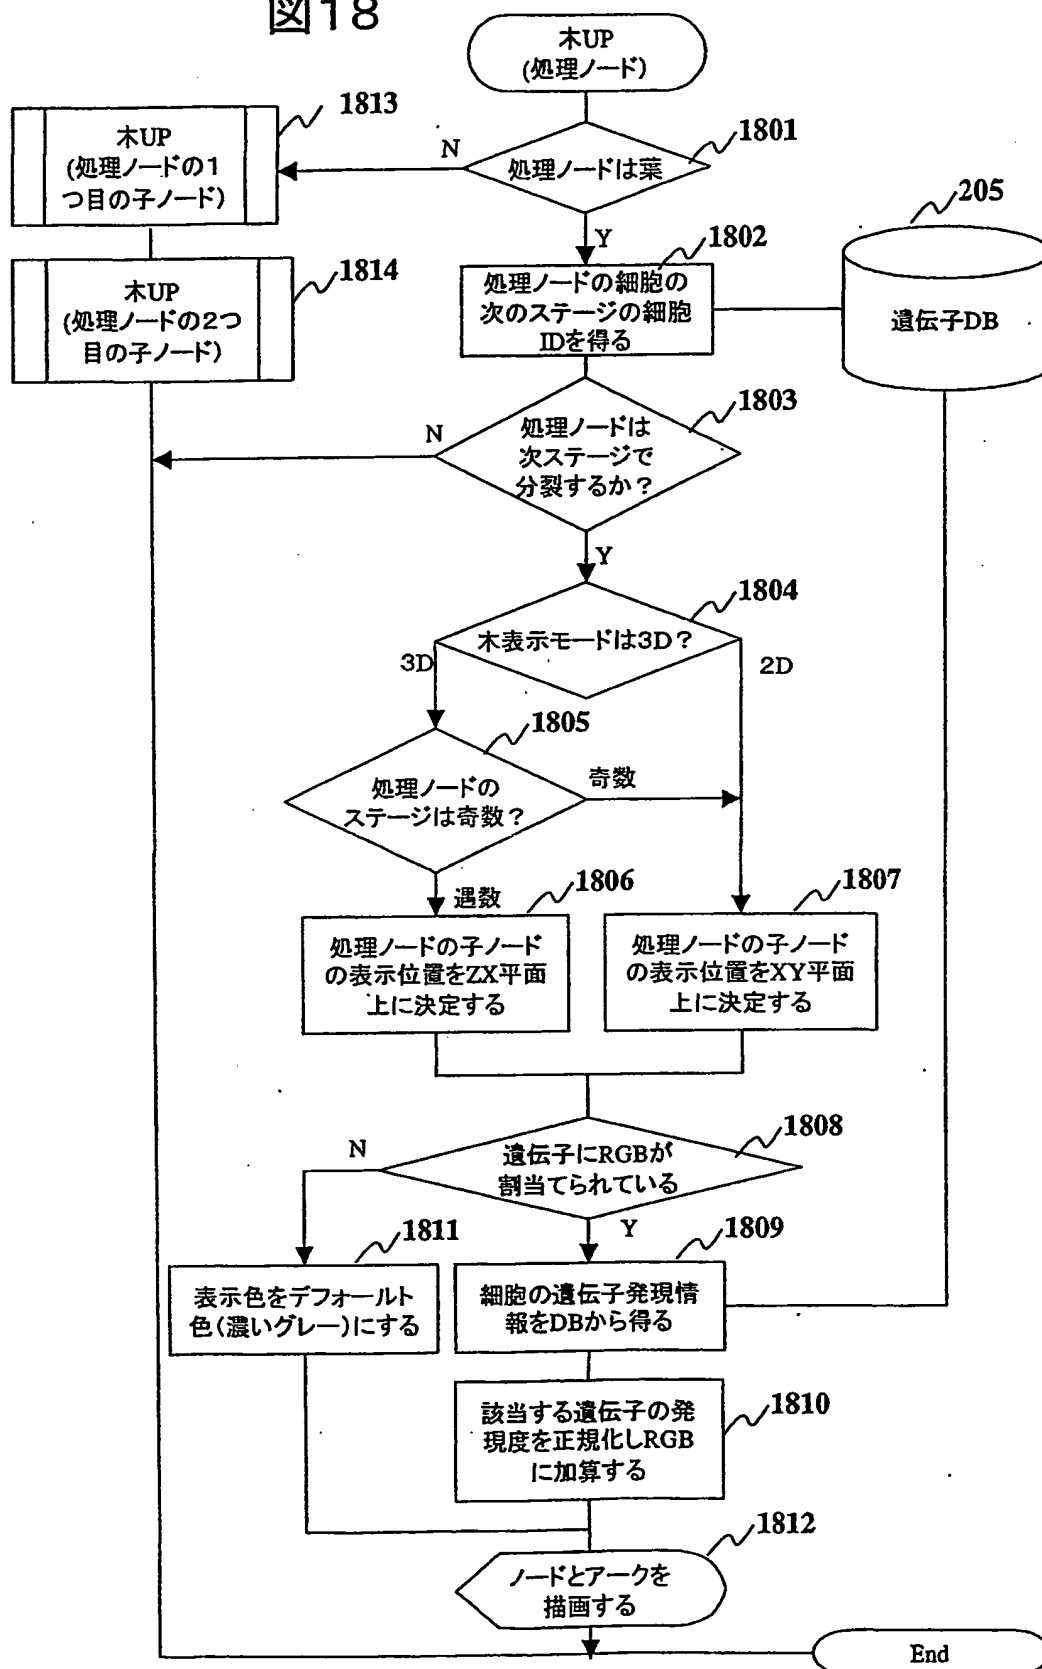 図18
木UP
(処理ノード)
1813
木UP
(処理ノードの1
つ目の子ノード)
N
1801
処理ノードは葉
Y
205
遺伝子DB
1814
木UP
(処理ノードの2つ
目の子ノード)
1802
処理ノードの細胞の
次のステージの細胞
IDを得る
1803
N
処理ノードは
次ステージで
分裂するか?
Y
1804
木表示モードは3D?
3D
2D
1805
処理ノードの
ステージは奇数?
奇数
遇数
1806
処理ノードの子ノード
の表示位置をZX平面
上に決定する
1807
処理ノードの子ノード
の表示位置をXY平面
上に決定する
1808
N
遺伝子にRGBが
割当てられている
Y
1811
表示色をデフォールト
色(濃いグレー)にする
1809
細胞の遺伝子発現情
報をDBから得る
1810
該当する遺伝子の発
現度を正規化しRGB
に加算する
1812
ノードとアークを
描画する
End